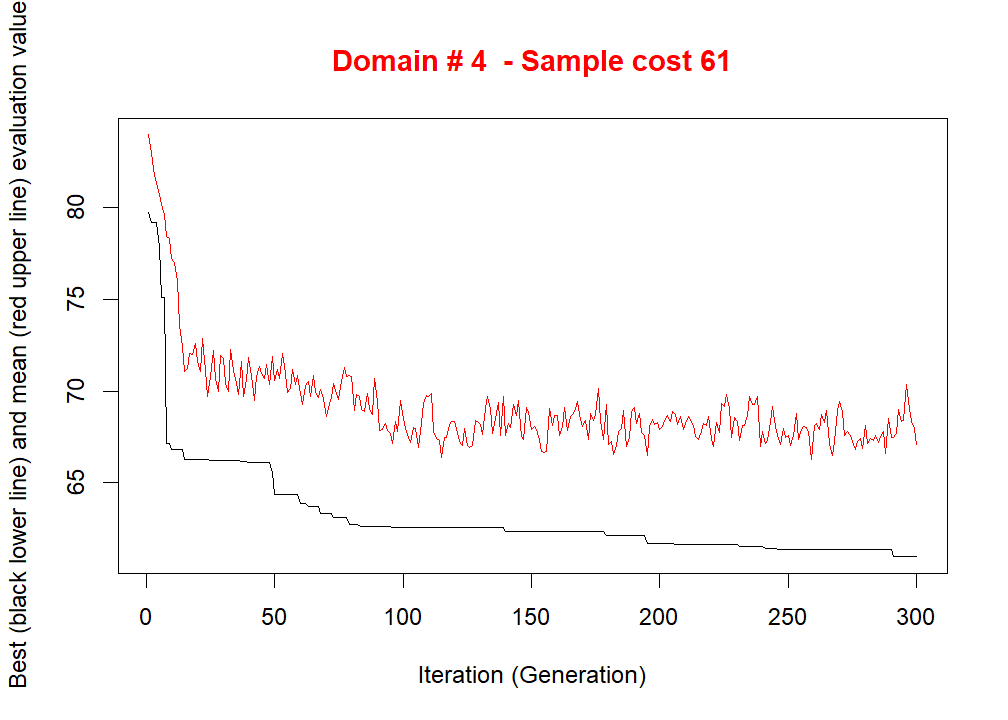 Domain # 4  - Sample cost 61
Best (black lower line) and mean (red upper line) evaluation value
80
75
70
65
0 50 100 150 200 250 300
Iteration (Generation)